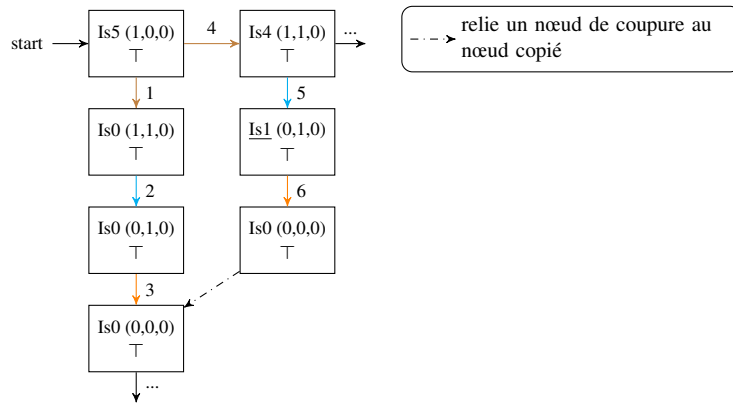 start
Is5 (1,0,0)
⊤
4
Is4 (1,1,0)
⊤
...
relie un nœud de coupure au
nœud copié
1
5
Is0 (1,1,0)
⊤
Is1 (0,1,0)
⊤
2
6
Is0 (0,1,0)
⊤
Is0 (0,0,0)
⊤
3
Is0 (0,0,0)
⊤
...